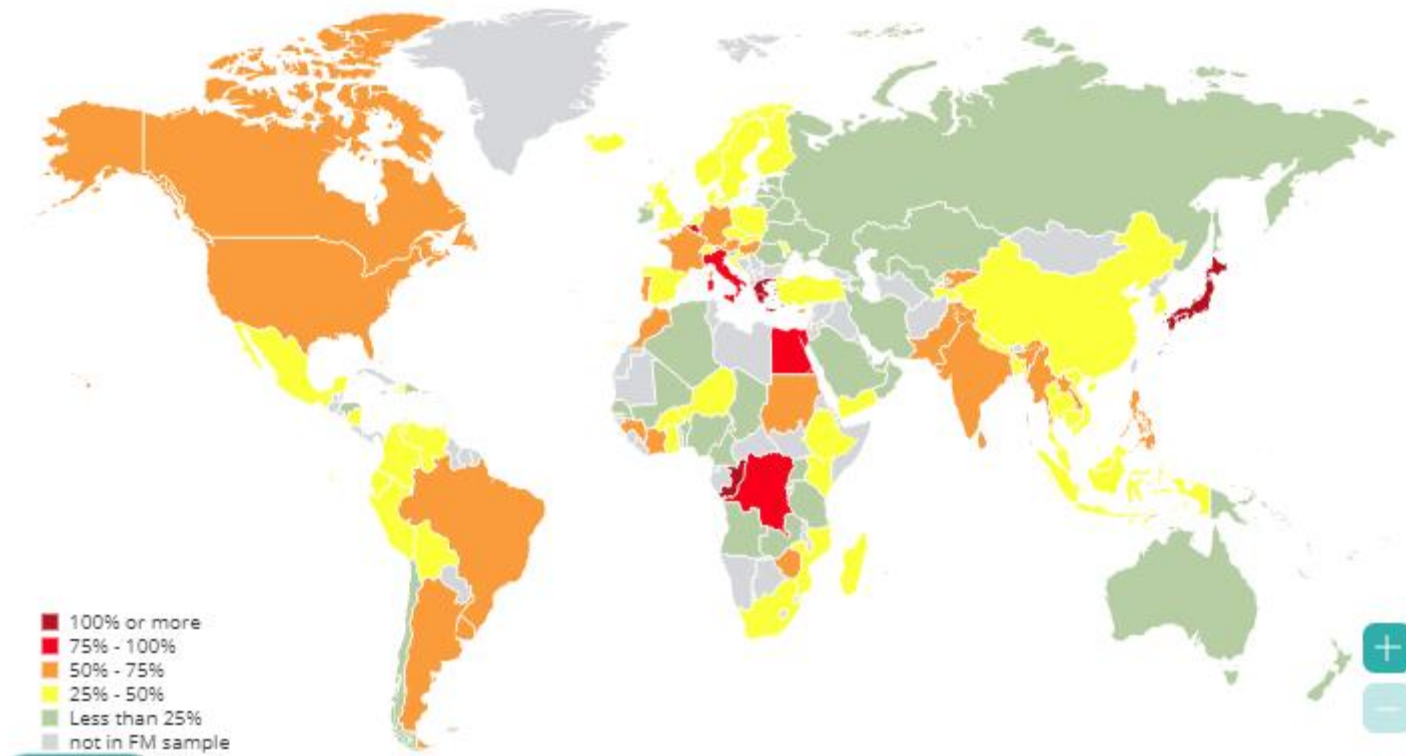 100% or more
75% - 100%
50% - 75%
25% - 50%
Less than 25%
not in FM sample